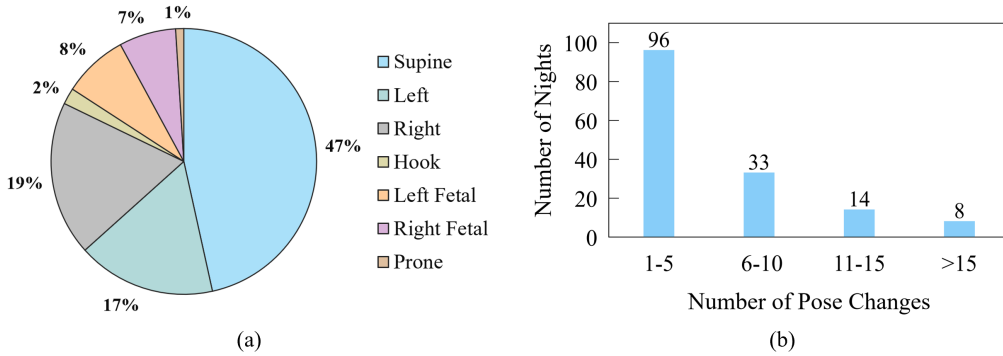 1%
7%
8%
2%
19%
17%
47%
Supine
Left
Right
Hook
Left Fetal
Right Fetal
Prone
(a)
Number of Nights
100
80
60
40
20
0
96
33
14
8
1-5 6-10 11-15 >15
Number of Pose Changes
(b)